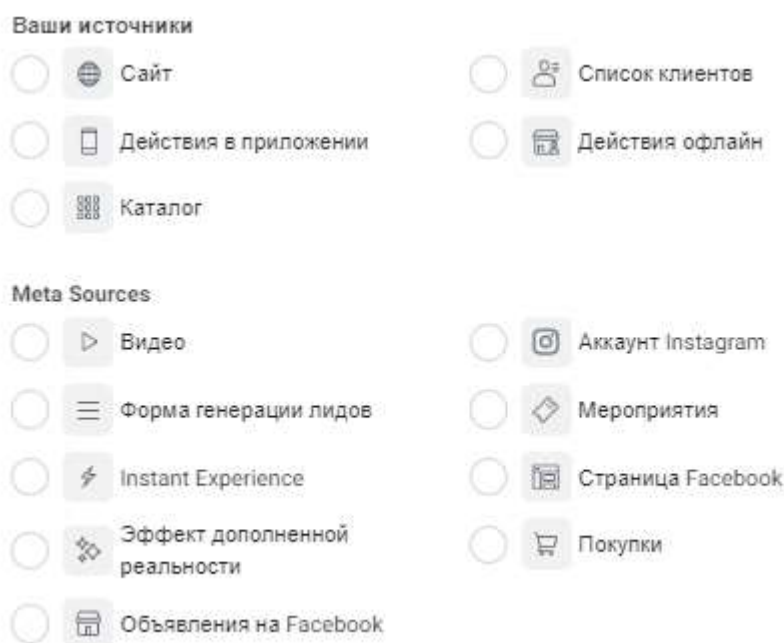 Ваши источники
Сайт
Список клиентов
Действия в приложении
Действия офлайн
Каталог
Meta Sources
Видео
Аккаунт Instagram
Форма генерации лидов
Мероприятия
Instant Experience
Страница Facebook
Эффект дополненной
реальности
Покупки
Объявления на Facebook